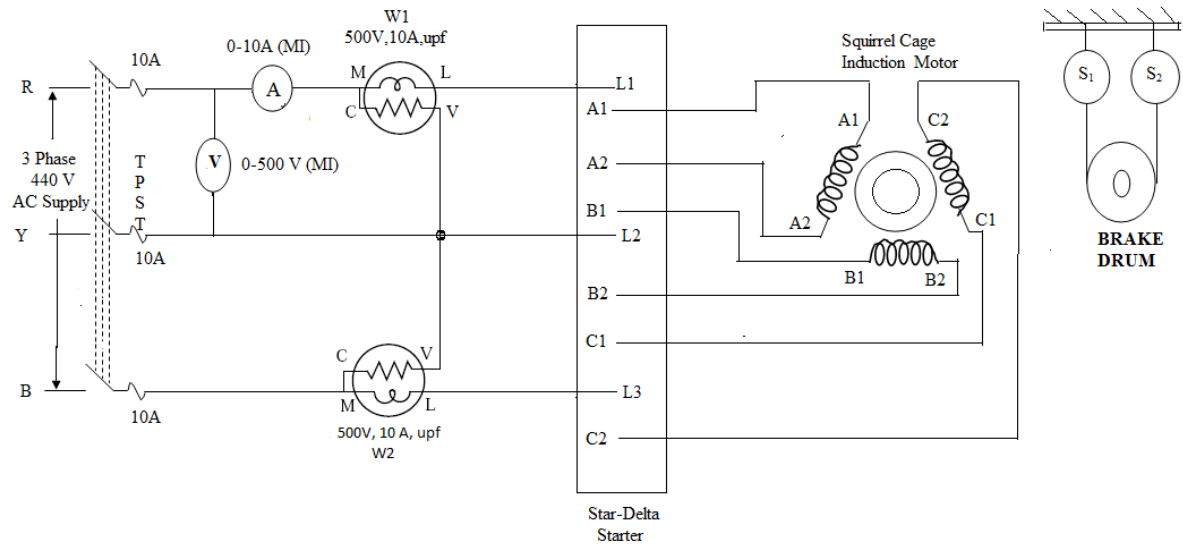 W1
500V,10A,upf
0-10A (MI)
10A
M
L
A
C
V
R
3 Phase
440 V
AC Supply
T
P
S
T
V
0-500 V (MI)
Y
10A
C
V
M
L
B
10A
500V, 10 A, upf
W2
L1
A1
A2
B1
L2
B2
C1
L3
C2
Star-Delta
Starter
Squirrel Cage
Induction Motor
A1
C2
A2
C1
B1
B2
S1
S2
BRAKE
DRUM